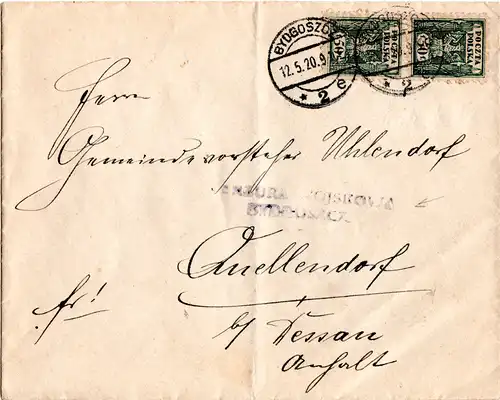 BYDGOSZCZ
12.5.20.9
* 2 e
POCZTA POLSKA
POCZTA POLSKA
Herrn
Gemeindevorsteher Uhlendorf
CENZURA WOJSKOWA
BYDGOSZCZ
Quellendorf
fr!
b/ Dessau
Anhalt